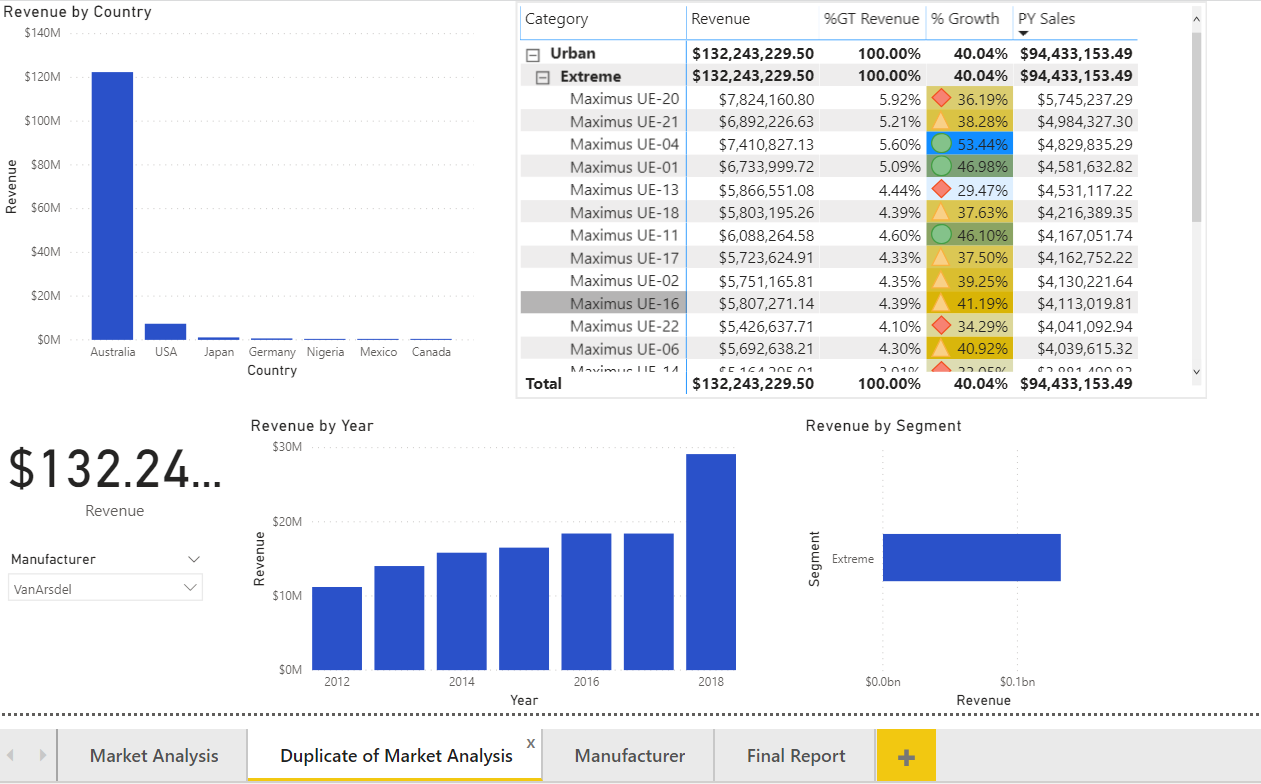 Revenue by Country
$140M
$120M
$100M
$80M
$60M
$40M
$20M
$0M
Revenue
Australia USA Japan Germany Nigeria Mexico Canada
Country
Category Revenue %GT Revenue % Growth PY Sales
Urban $132,243,229.50 100.00% 40.04% $94,433,153.49
Extreme $132,243,229.50 100.00% 40.04% $94,433,153.49
Maximus UE-20 $7,824,160.80 5.92% 36.19% $5,745,237.29
Maximus UE-21 $6,892,226.63 5.21% 38.28% $4,984,327.30
Maximus UE-04 $7,410,827.13 5.60% 53.44% $4,829,835.29
Maximus UE-01 $6,733,999.72 5.09% 46.98% $4,581,632.82
Maximus UE-13 $5,866,551.08 4.44% 29.47% $4,531,117.22
Maximus UE-18 $5,803,195.26 4.39% 37.63% $4,216,389.35
Maximus UE-11 $6,088,264.58 4.60% 46.10% $4,167,051.74
Maximus UE-17 $5,723,624.91 4.33% 37.50% $4,162,752.22
Maximus UE-02 $5,751,165.81 4.35% 39.25% $4,130,221.64
Maximus UE-16 $5,807,271.14 4.39% 41.19% $4,113,019.81
Maximus UE-22 $5,426,637.71 4.10% 34.29% $4,041,092.94
Maximus UE-06 $5,692,638.21 4.30% 40.92% $4,039,615.32
Maximus UE-14
Total $132,243,229.50 100.00% 40.04% $94,433,153.49
$132.24...
Revenue
Manufacturer
VanArsdel
Revenue by Year
$30M
$20M
$10M
$0M
Revenue
2012 2014 2016 2018
Year
Revenue by Segment
Segment
Extreme
$0.0bn $0.1bn
Revenue
Market Analysis Duplicate of Market Analysis x Manufacturer Final Report +